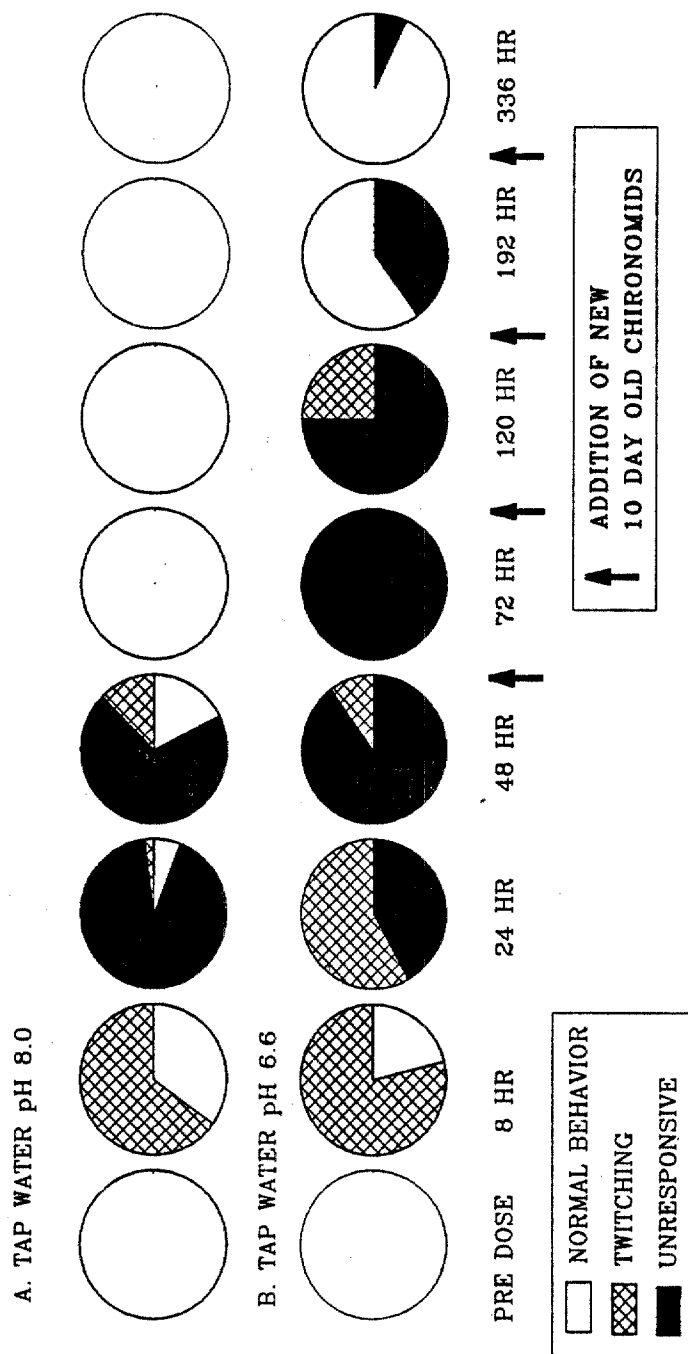 A. TAP WATER pH 8.0
B. TAP WATER pH 6.6
PRE DOSE
8 HR
24 HR
48 HR
72 HR
120 HR
192 HR
336 HR
NORMAL BEHAVIOR
TWITCHING
UNRESPONSIVE
ADDITION OF NEW
10 DAY OLD CHIRONOMIDS